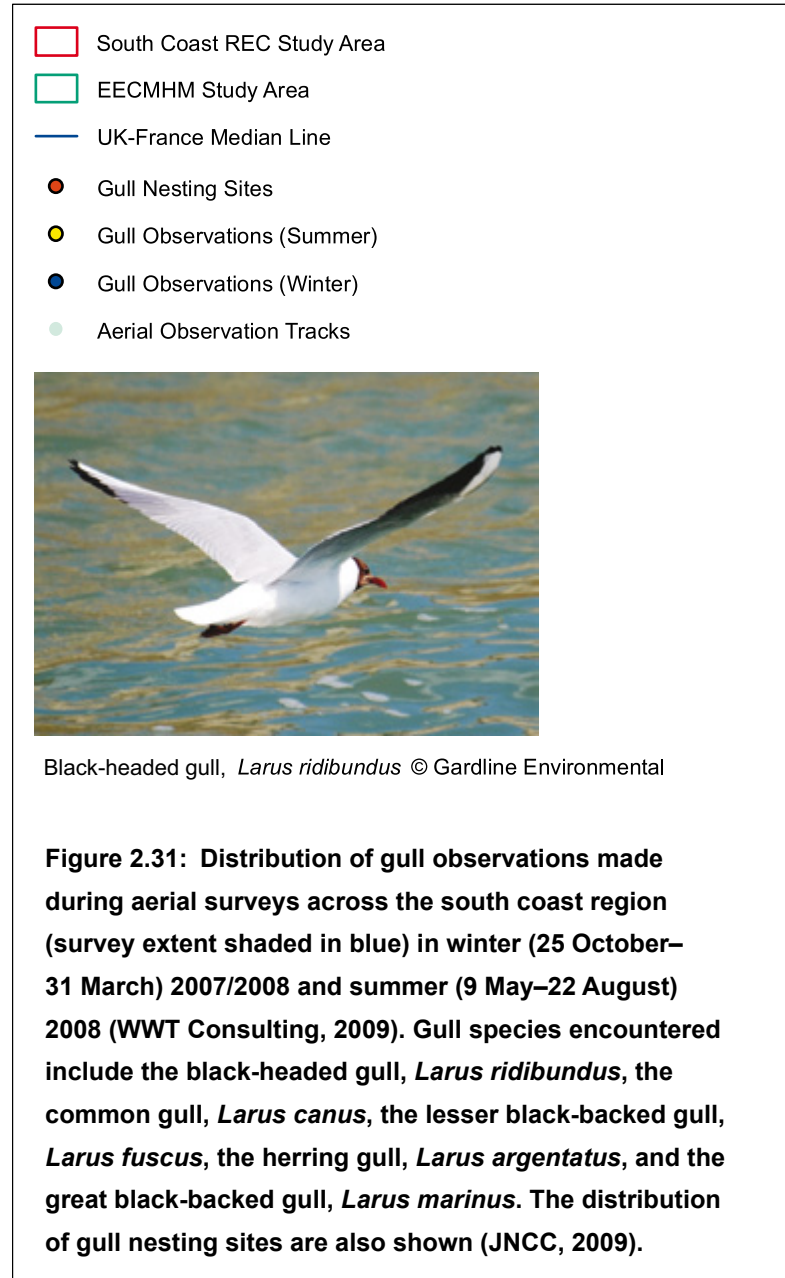 South Coast REC Study Area
EECMHM Study Area
UK-France Median Line
Gull Nesting Sites
Gull Observations (Summer)
Gull Observations (Winter)
Aerial Observation Tracks
Black-headed gull, Larus ridibundus © Gardline Environmental
Figure 2.31: Distribution of gull observations made
during aerial surveys across the south coast region
(survey extent shaded in blue) in winter (25 October–
31 March) 2007/2008 and summer (9 May–22 August)
2008 (WWT Consulting, 2009). Gull species encountered
include the black-headed gull, Larus ridibundus, the
common gull, Larus canus, the lesser black-backed gull,
Larus fuscus, the herring gull, Larus argentatus, and the
great black-backed gull, Larus marinus. The distribution
of gull nesting sites are also shown (JNCC, 2009).